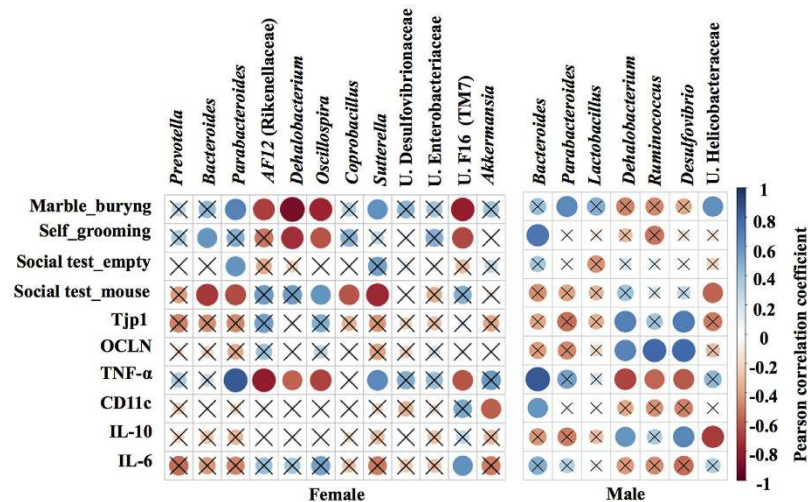 Prevotella
Bacteroides
Parabacteroides
AF12 (Rikenellaceae)
Dehalobacterium
Oscillospira
Coprobacillus
Sutterella
U. Desulfovibrionaceae
U. Enterobacteriaceae
U. F16 (TM7)
Akkermansia
Bacteroides
Parabacteroides
Lactobacillus
Dehalobacterium
Ruminococcus
Desulfovibrio
U. Helicobacteraceae
Marble_buryng
Self_grooming
Social test_empty
Social test_mouse
Tjp1
OCLN
TNF-α
CD11c
IL-10
IL-6
Female
Male
1
0.8
0.6
0.4
0.2
0
-0.2
-0.4
-0.6
-0.8
-1
Pearson correlation coefficient